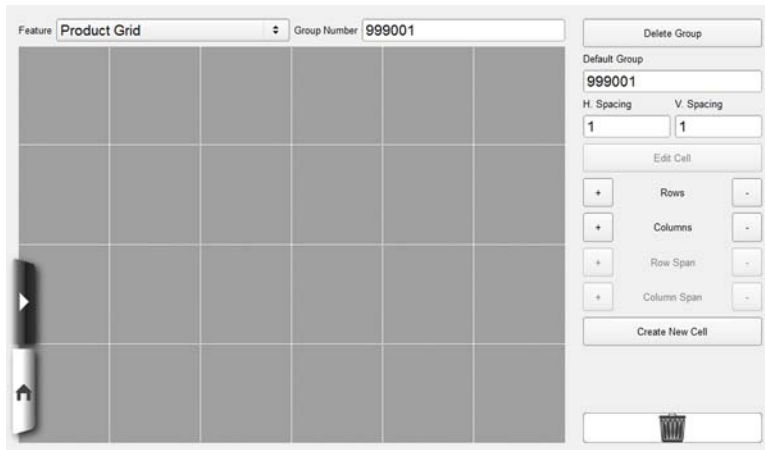 Feature Product Grid Group Number 999001
Delete Group
Default Group
999001
H. Spacing V. Spacing
1 1
Edit Cell
+ Rows -
+ Columns -
+ Row Span -
+ Column Span -
Create New Cell